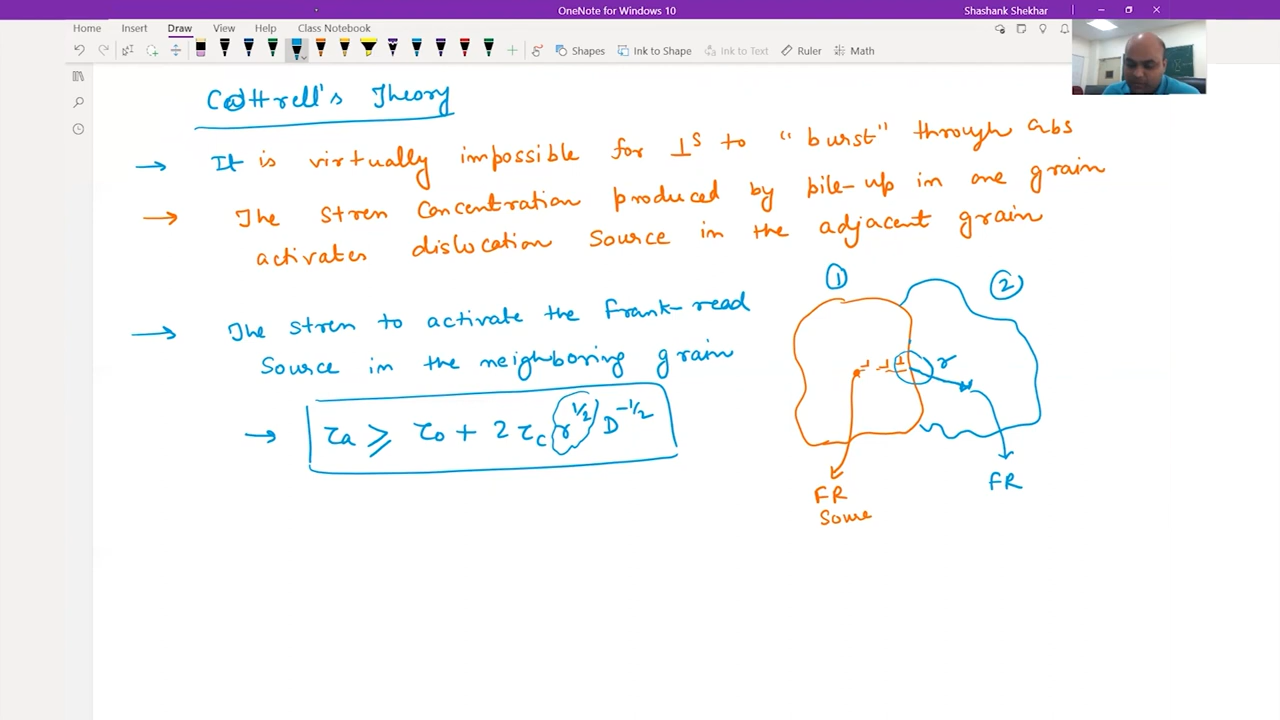 OneNote for Windows 10
Shashank Shekhar
Home Insert Draw View Help Class Notebook
Shapes Ink to Shape Ink to Text Ruler Math
Cottrell's Theory
→ It is virtually impossible for ⊥s to "burst" through gbs
→ The stress concentration produced by pile-up in one grain
activates dislocation source in the adjacent grain
→ The stress to activate the Frank-read
source in the neighboring grain
→ τa ≥ τo + 2 τc r^1/2 D^-1/2
① ②
r
FR
Source
FR